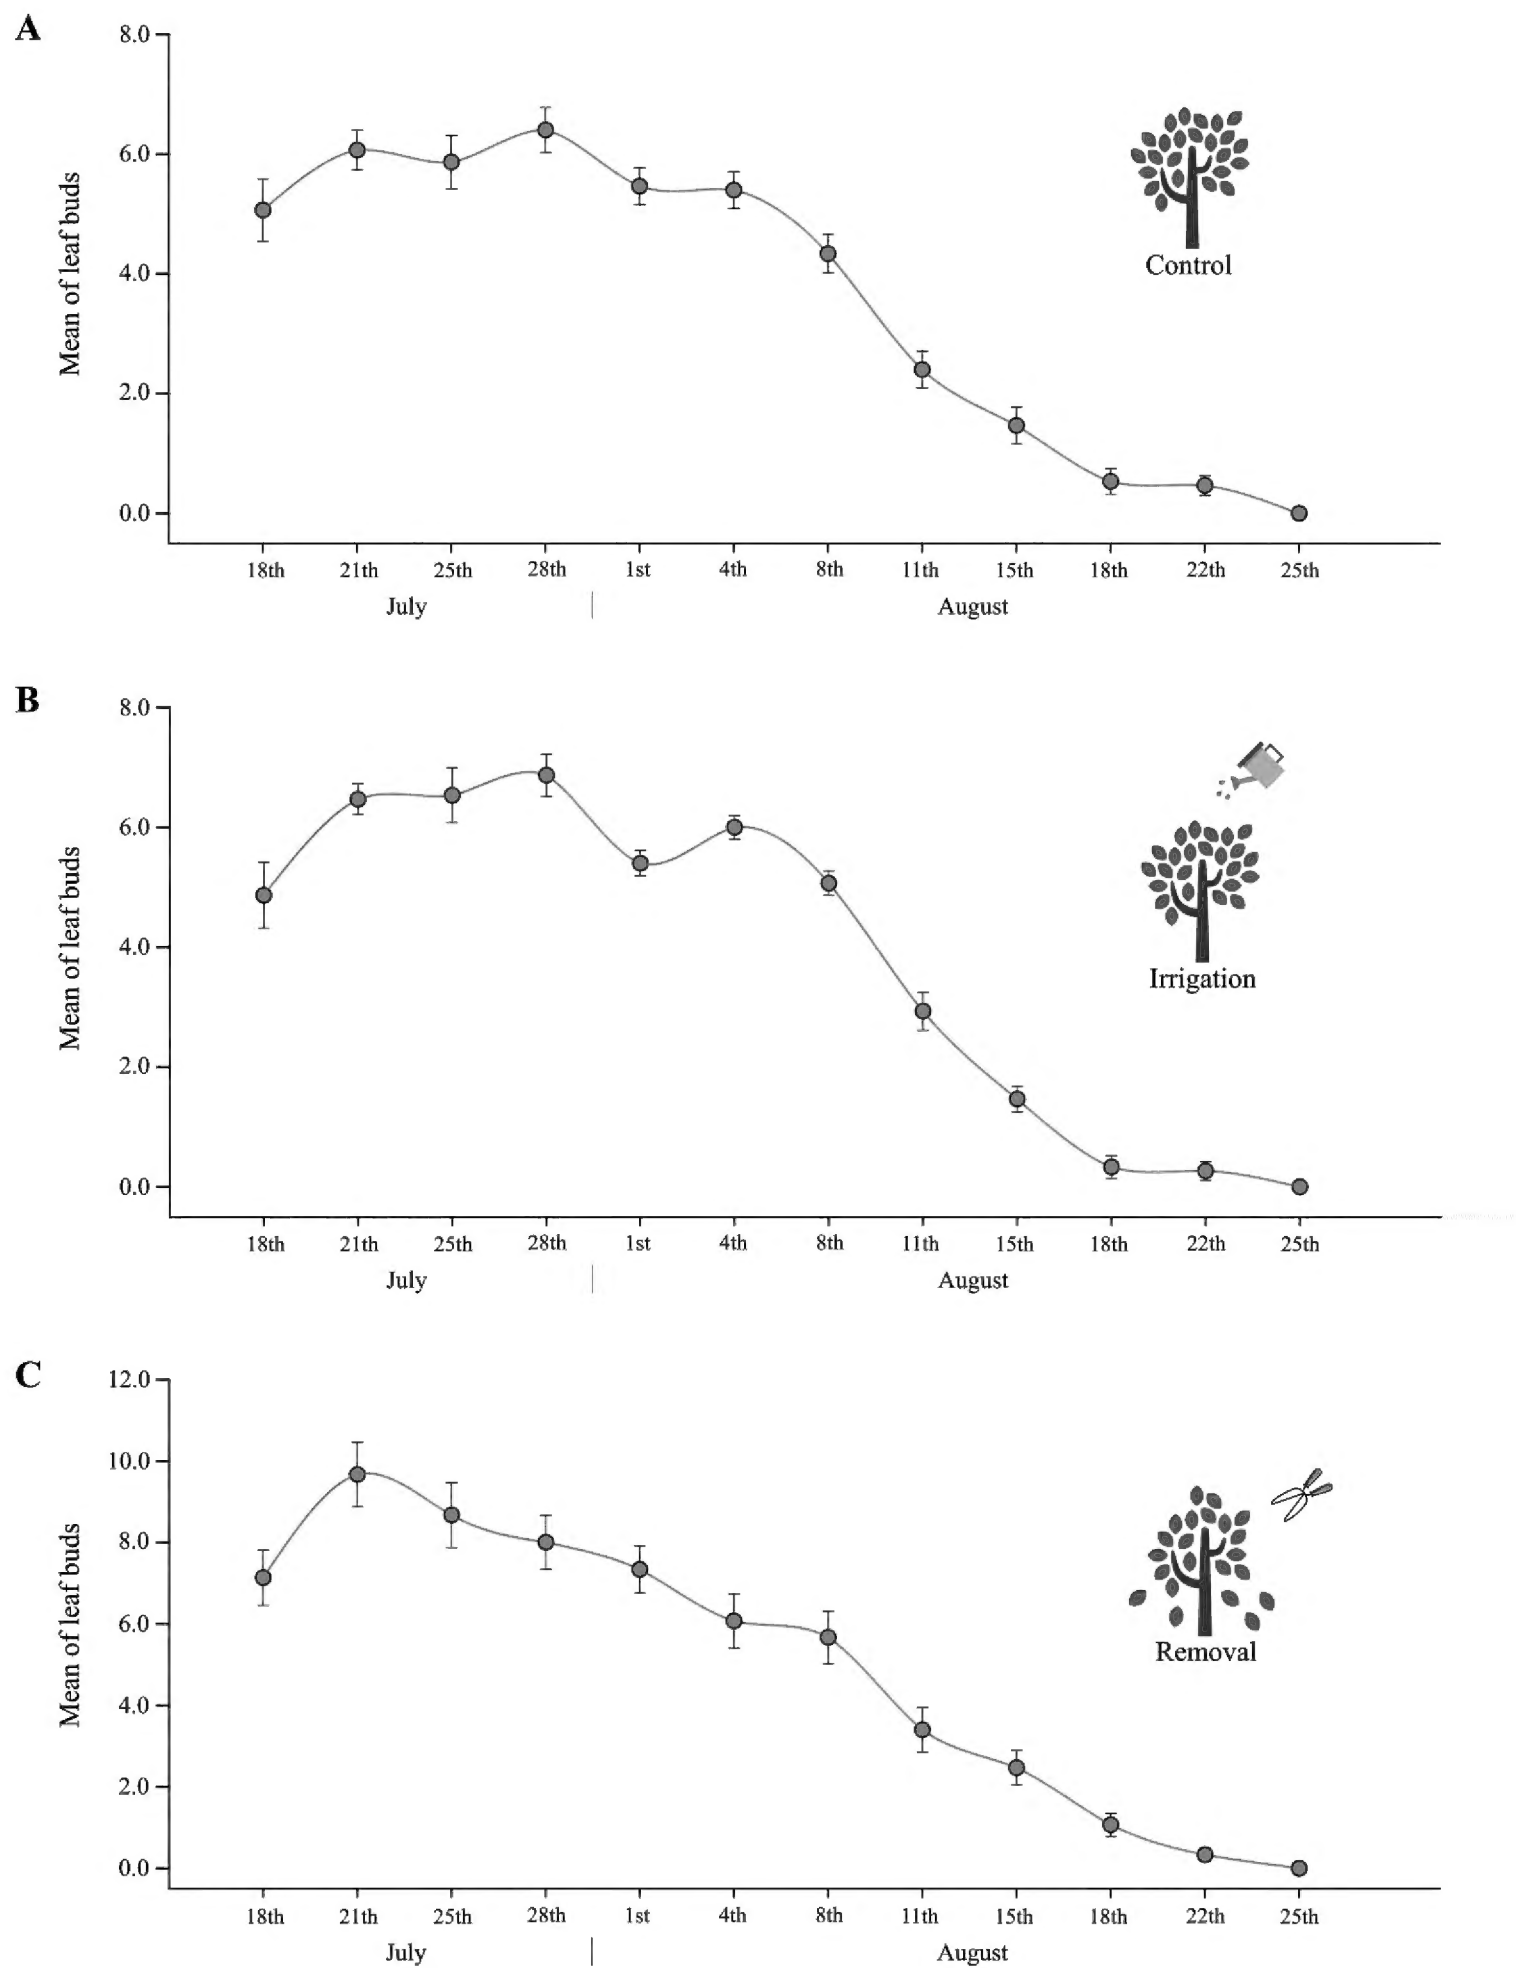 A
8.0
6.0
4.0
2.0
0.0
Mean of leaf buds
Control
18th 21th 25th 28th 1st 4th 8th 11th 15th 18th 22th 25th
July | August
B
8.0
6.0
4.0
2.0
0.0
Mean of leaf buds
Irrigation
18th 21th 25th 28th 1st 4th 8th 11th 15th 18th 22th 25th
July | August
C
12.0
10.0
8.0
6.0
4.0
2.0
0.0
Mean of leaf buds
Removal
18th 21th 25th 28th 1st 4th 8th 11th 15th 18th 22th 25th
July | August